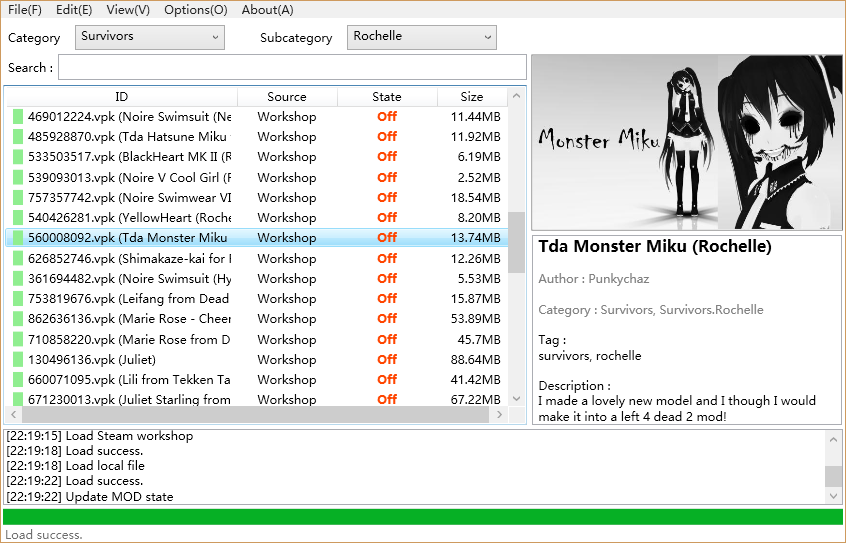 File(F) Edit(E) View(V) Options(O) About(A)
Category Survivors Subcategory Rochelle
Search :
ID Source State Size
469012224.vpk (Noire Swimsuit (Ne Workshop Off 11.44MB
485928870.vpk (Tda Hatsune Miku Workshop Off 11.92MB
533503517.vpk (BlackHeart MK II (R Workshop Off 6.19MB
539093013.vpk (Noire V Cool Girl (F Workshop Off 2.52MB
757357742.vpk (Noire Swimwear VI Workshop Off 18.54MB
540426281.vpk (YellowHeart (Roche Workshop Off 8.20MB
560008092.vpk (Tda Monster Miku Workshop Off 13.74MB
626852746.vpk (Shimakaze-kai for Workshop Off 12.26MB
361694482.vpk (Noire Swimsuit (Hy Workshop Off 5.53MB
753819676.vpk (Leifang from Dead Workshop Off 15.87MB
862636136.vpk (Marie Rose - Cheer Workshop Off 53.89MB
710858220.vpk (Marie Rose from D Workshop Off 45.7MB
130496136.vpk (Juliet) Workshop Off 88.64MB
660071095.vpk (Lili from Tekken Ta Workshop Off 41.42MB
671230013.vpk (Juliet Starling from Workshop Off 67.22MB
Monster Miku
Tda Monster Miku (Rochelle)
Author : Punkychaz
Category : Survivors, Survivors.Rochelle
Tag :
survivors, rochelle
Description :
I made a lovely new model and I though I would
make it into a left 4 dead 2 mod!
[22:19:15] Load Steam workshop
[22:19:18] Load success.
[22:19:18] Load local file
[22:19:22] Load success.
[22:19:22] Update MOD state
Load success.